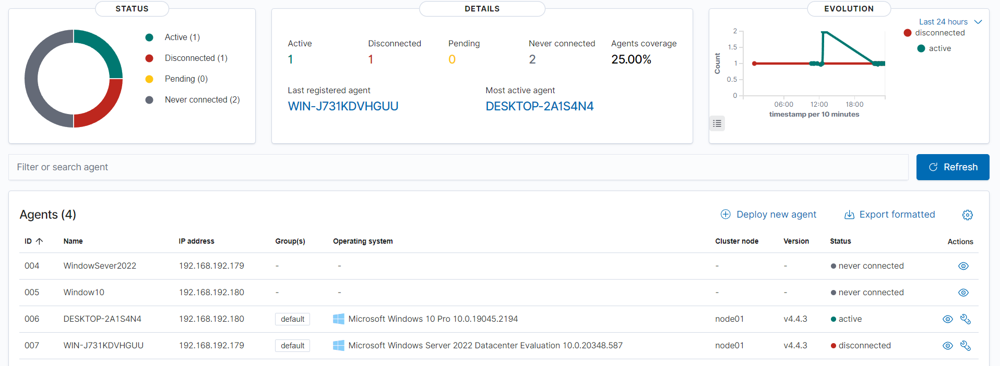 STATUS
Active (1)
Disconnected (1)
Pending (0)
Never connected (2)
DETAILS
Active Disconnected Pending Never connected Agents coverage
1 1 0 2 25.00%
Last registered agent Most active agent
WIN-J731KDVHGUU DESKTOP-2A1S4N4
EVOLUTION
Last 24 hours
disconnected
active
Count
2
1.5
1
0.5
0
06:00 12:00 18:00
timestamp per 10 minutes
Filter or search agent Refresh
Agents (4) Deploy new agent Export formatted
ID Name IP address Group(s) Operating system Cluster node Version Status Actions
004 WindowSever2022 192.168.192.179 - - - - never connected
005 Window10 192.168.192.180 - - - - never connected
006 DESKTOP-2A1S4N4 192.168.192.180 default Microsoft Windows 10 Pro 10.0.19045.2194 node01 v4.4.3 active
007 WIN-J731KDVHGUU 192.168.192.179 default Microsoft Windows Server 2022 Datacenter Evaluation 10.0.20348.587 node01 v4.4.3 disconnected